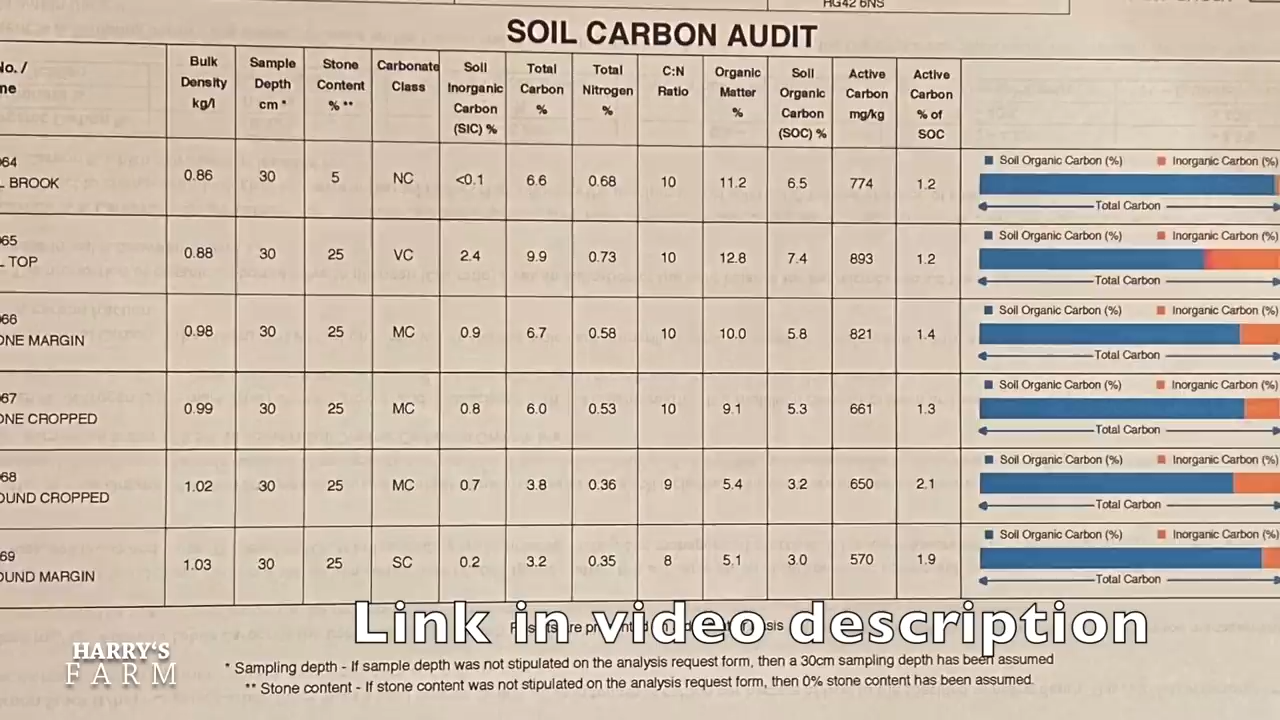 HG42 6NS
SOIL CARBON AUDIT
No. /
Bulk Density kg/l
Sample Depth cm *
Stone Content % **
Carbonate Class
Soil Inorganic Carbon (SIC) %
Total Carbon %
Total Nitrogen %
C:N Ratio
Organic Matter %
Soil Organic Carbon (SOC) %
Active Carbon mg/kg
Active Carbon % of SOC
64
BROOK 0.86 30 5 NC <0.1 6.6 0.68 10 11.2 6.5 774 1.2
Soil Organic Carbon (%) Inorganic Carbon (%)
Total Carbon
65
TOP 0.88 30 25 VC 2.4 9.9 0.73 10 12.8 7.4 893 1.2
Soil Organic Carbon (%) Inorganic Carbon (%)
Total Carbon
66
ONE MARGIN 0.98 30 25 MC 0.9 6.7 0.58 10 10.0 5.8 821 1.4
Soil Organic Carbon (%) Inorganic Carbon (%)
Total Carbon
67
ONE CROPPED 0.99 30 25 MC 0.8 6.0 0.53 10 9.1 5.3 661 1.3
Soil Organic Carbon (%) Inorganic Carbon (%)
Total Carbon
68
OUND CROPPED 1.02 30 25 MC 0.7 3.8 0.36 9 5.4 3.2 650 2.1
Soil Organic Carbon (%) Inorganic Carbon (%)
Total Carbon
69
OUND MARGIN 1.03 30 25 SC 0.2 3.2 0.35 8 5.1 3.0 570 1.9
Soil Organic Carbon (%) Inorganic Carbon (%)
Total Carbon
Link in video description
HARRY'S
FARM
* Sampling depth - If sample depth was not stipulated on the analysis request form, then a 30cm sampling depth has been assumed
** Stone content - If stone content was not stipulated on the analysis request form, then 0% stone content has been assumed.